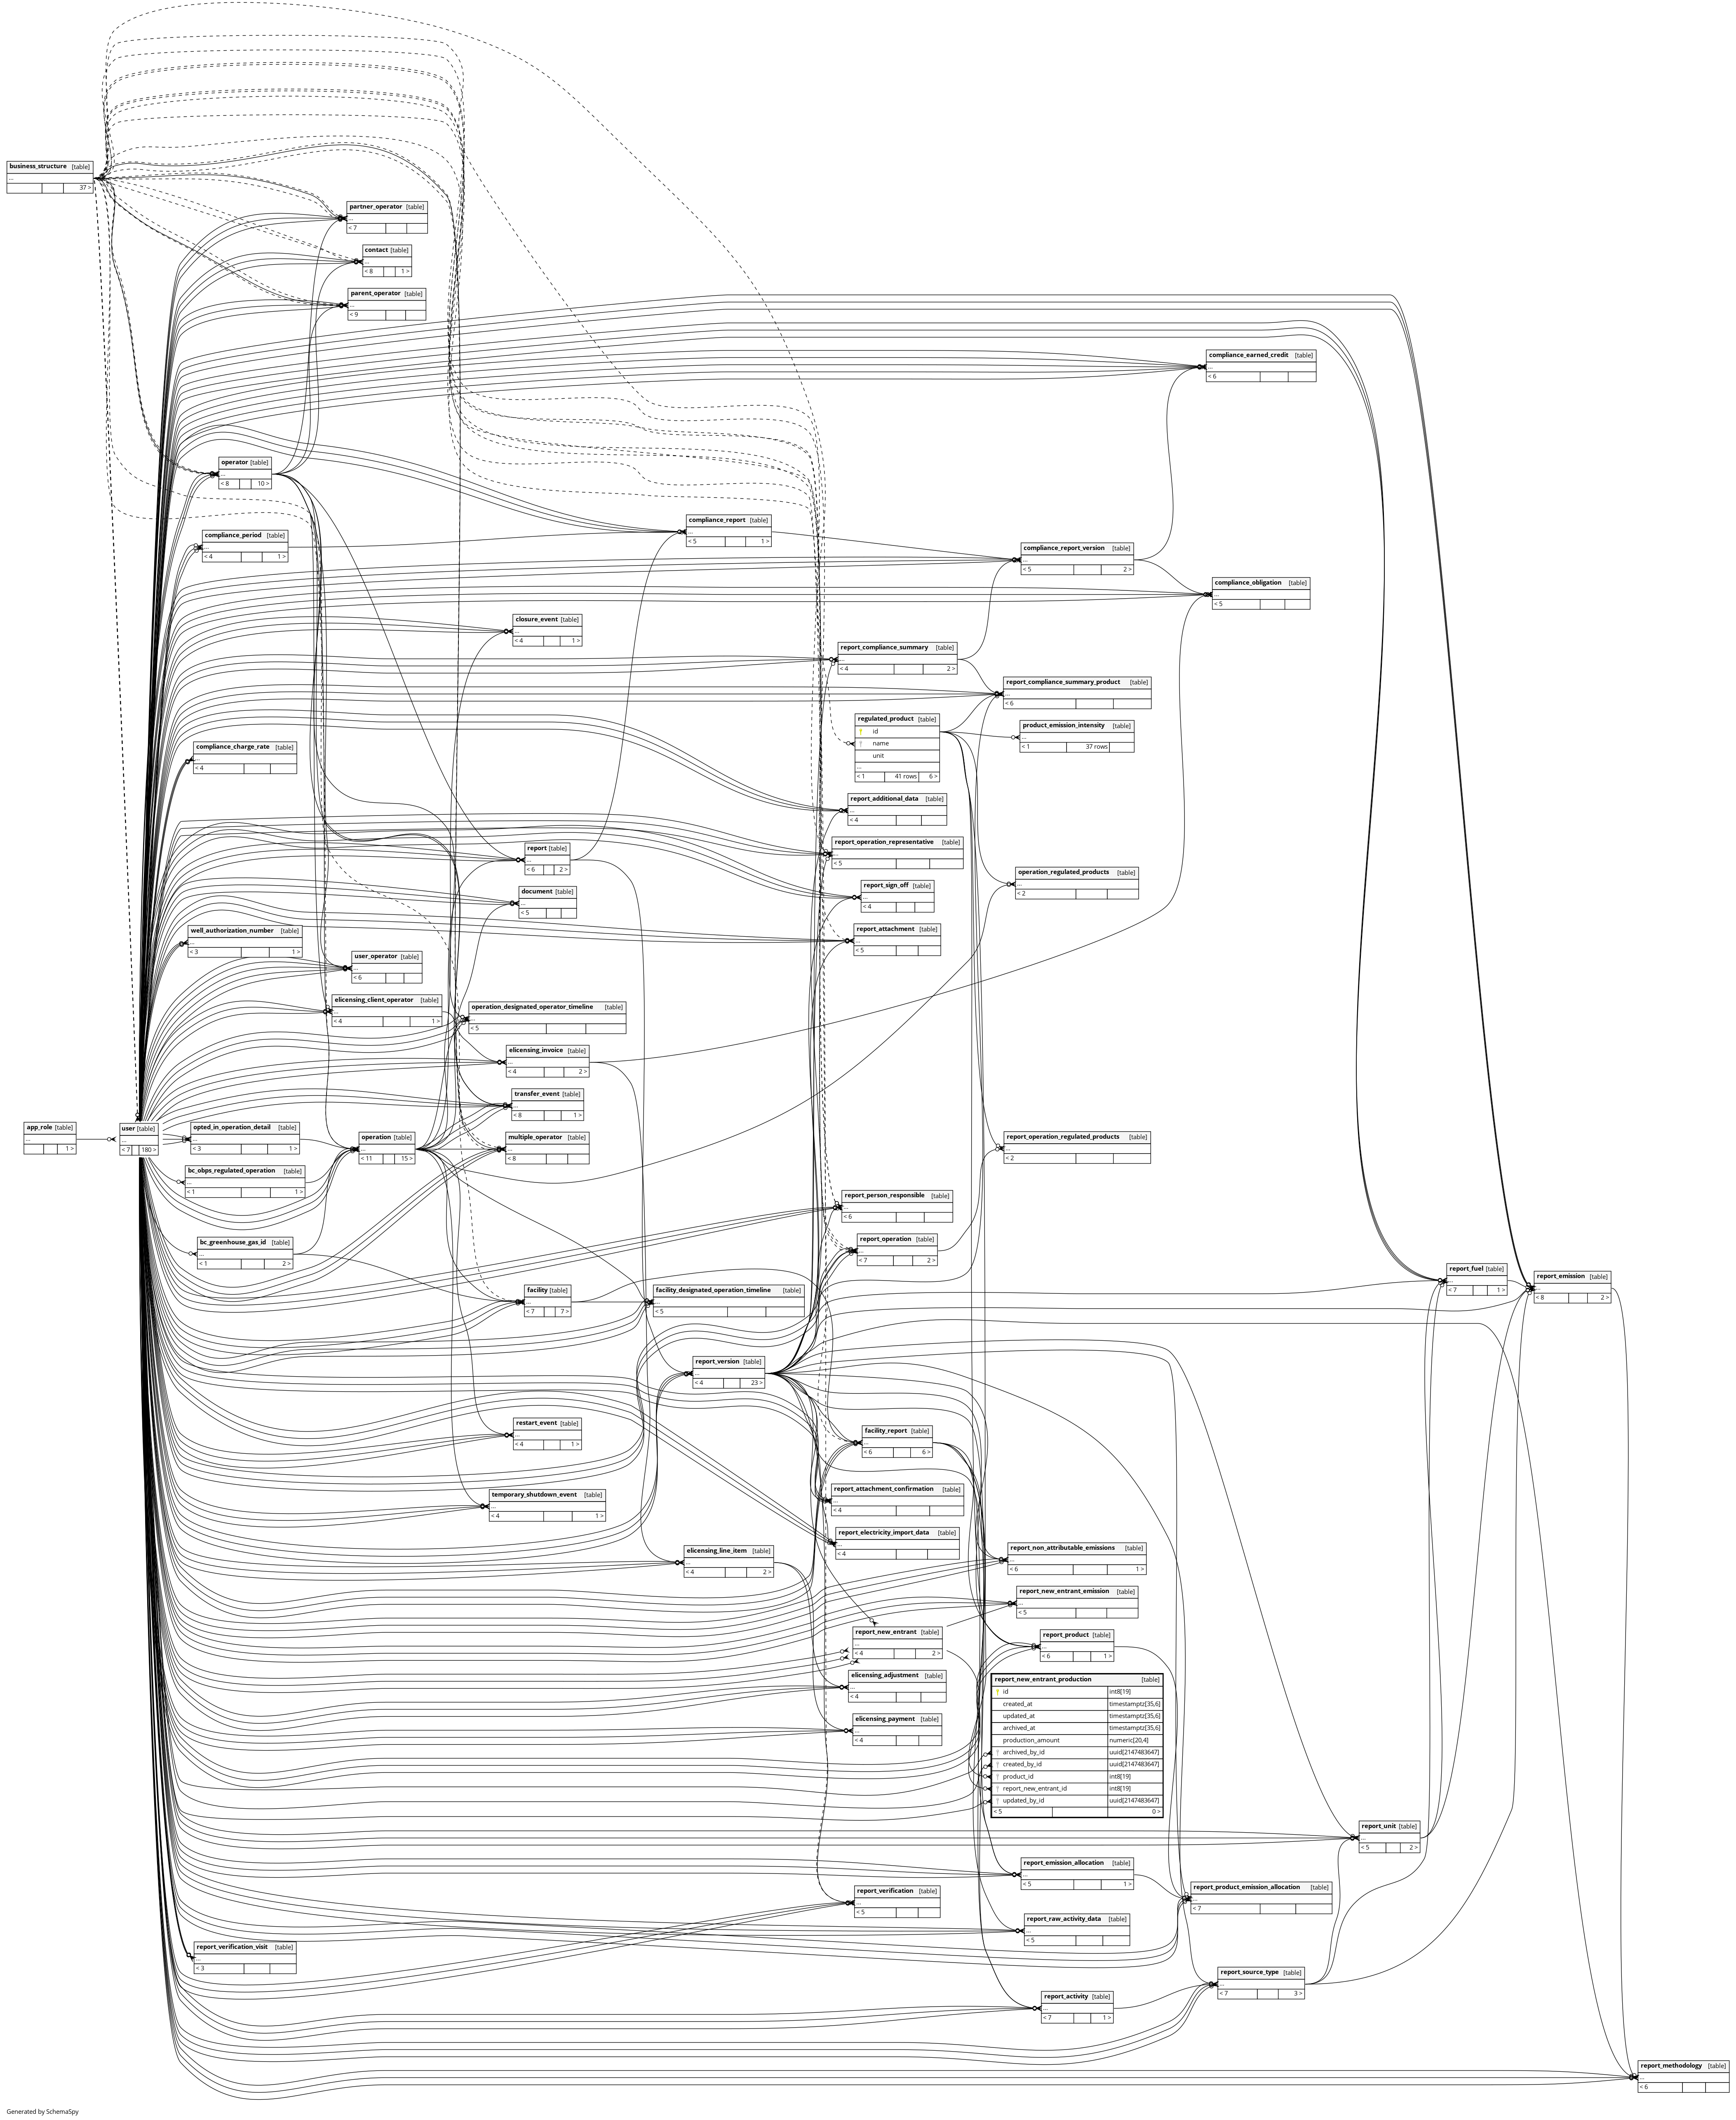 business_structure [table]
...
37 >
partner_operator [table]
...
< 7
contact [table]
...
< 8 1 >
parent_operator [table]
...
< 9
compliance_earned_credit [table]
...
< 6
operator [table]
...
< 8 10 >
compliance_report [table]
...
< 5 1 >
compliance_period [table]
...
< 4 1 >
compliance_report_version [table]
...
< 5 2 >
compliance_obligation [table]
...
< 5
closure_event [table]
...
< 4 1 >
report_compliance_summary [table]
...
< 4 2 >
report_compliance_summary_product [table]
...
< 6
regulated_product [table]
id
name
unit
...
< 1 41 rows 6 >
product_emission_intensity [table]
...
< 1 37 rows
compliance_charge_rate [table]
...
< 4
report_additional_data [table]
...
< 4
report_operation_representative [table]
...
< 5
report [table]
...
< 6 2 >
operation_regulated_products [table]
...
< 2
report_sign_off [table]
...
< 4
document [table]
...
< 5
report_attachment [table]
...
< 5
well_authorization_number [table]
...
< 3 1 >
user_operator [table]
...
< 6
elicensing_client_operator [table]
...
< 4 1 >
operation_designated_operator_timeline [table]
...
< 5
elicensing_invoice [table]
...
< 4 2 >
transfer_event [table]
...
< 8 1 >
app_role [table]
...
1 >
user [table]
...
< 7 180 >
opted_in_operation_detail [table]
...
< 3 1 >
operation [table]
...
< 11 15 >
multiple_operator [table]
...
< 8
report_operation_regulated_products [table]
...
< 2
bc_obps_regulated_operation [table]
...
< 1 1 >
report_person_responsible [table]
...
< 6
bc_greenhouse_gas_id [table]
...
< 1 2 >
report_operation [table]
...
< 7 2 >
report_fuel [table]
...
< 7 1 >
report_emission [table]
...
< 8 2 >
facility [table]
...
< 7 7 >
facility_designated_operation_timeline [table]
...
< 5
report_version [table]
...
< 4 23 >
restart_event [table]
...
< 4 1 >
facility_report [table]
...
< 6 6 >
temporary_shutdown_event [table]
...
< 4 1 >
report_attachment_confirmation [table]
...
< 4
report_electricity_import_data [table]
...
< 4
elicensing_line_item [table]
...
< 4 2 >
report_non_attributable_emissions [table]
...
< 6 1 >
report_new_entrant_emission [table]
...
< 5
report_new_entrant [table]
...
< 4 2 >
report_product [table]
...
< 6 1 >
elicensing_adjustment [table]
...
< 4
elicensing_payment [table]
...
< 4
report_new_entrant_production [table]
id int8[19]
created_at timestamptz[35,6]
updated_at timestamptz[35,6]
archived_at timestamptz[35,6]
production_amount numeric[20,4]
archived_by_id uuid[2147483647]
created_by_id uuid[2147483647]
product_id int8[19]
report_new_entrant_id int8[19]
updated_by_id uuid[2147483647]
< 5 0 >
report_unit [table]
...
< 5 2 >
report_emission_allocation [table]
...
< 5 1 >
report_product_emission_allocation [table]
...
< 7
report_verification [table]
...
< 5
report_raw_activity_data [table]
...
< 5
report_verification_visit [table]
...
< 3
report_source_type [table]
...
< 7 3 >
report_activity [table]
...
< 7 1 >
report_methodology [table]
...
< 6
Generated by SchemaSpy